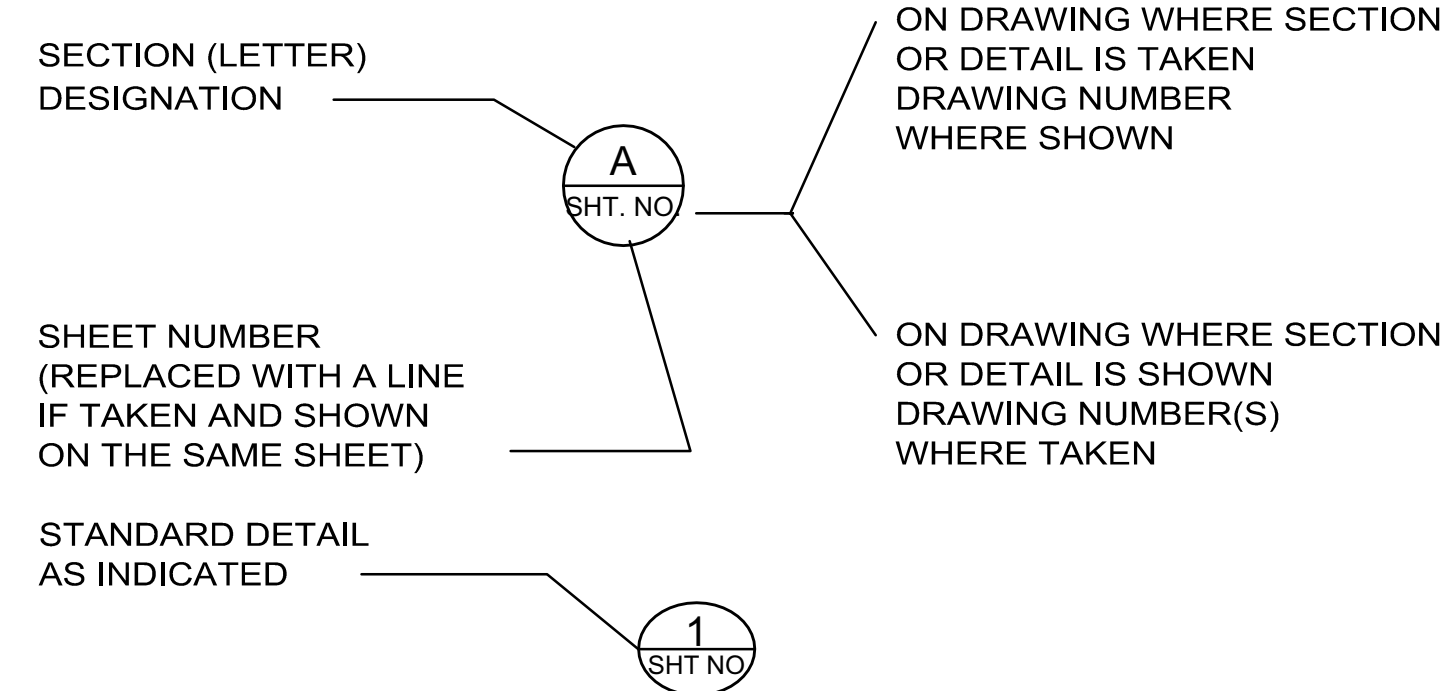 SECTION (LETTER)
DESIGNATION
A
SHT. NO.
ON DRAWING WHERE SECTION
OR DETAIL IS TAKEN
DRAWING NUMBER
WHERE SHOWN
SHEET NUMBER
(REPLACED WITH A LINE
IF TAKEN AND SHOWN
ON THE SAME SHEET)
ON DRAWING WHERE SECTION
OR DETAIL IS SHOWN
DRAWING NUMBER(S)
WHERE TAKEN
STANDARD DETAIL
AS INDICATED
1
SHT NO